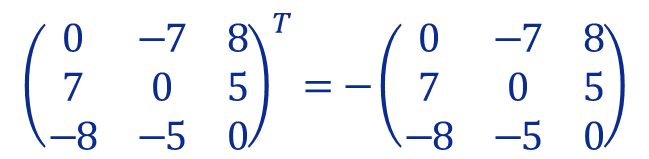 ( 0 −7 8 )T ( 0 −7 8 )
( 7 0 5 ) = − ( 7 0 5 )
( −8 −5 0 ) ( −8 −5 0 )